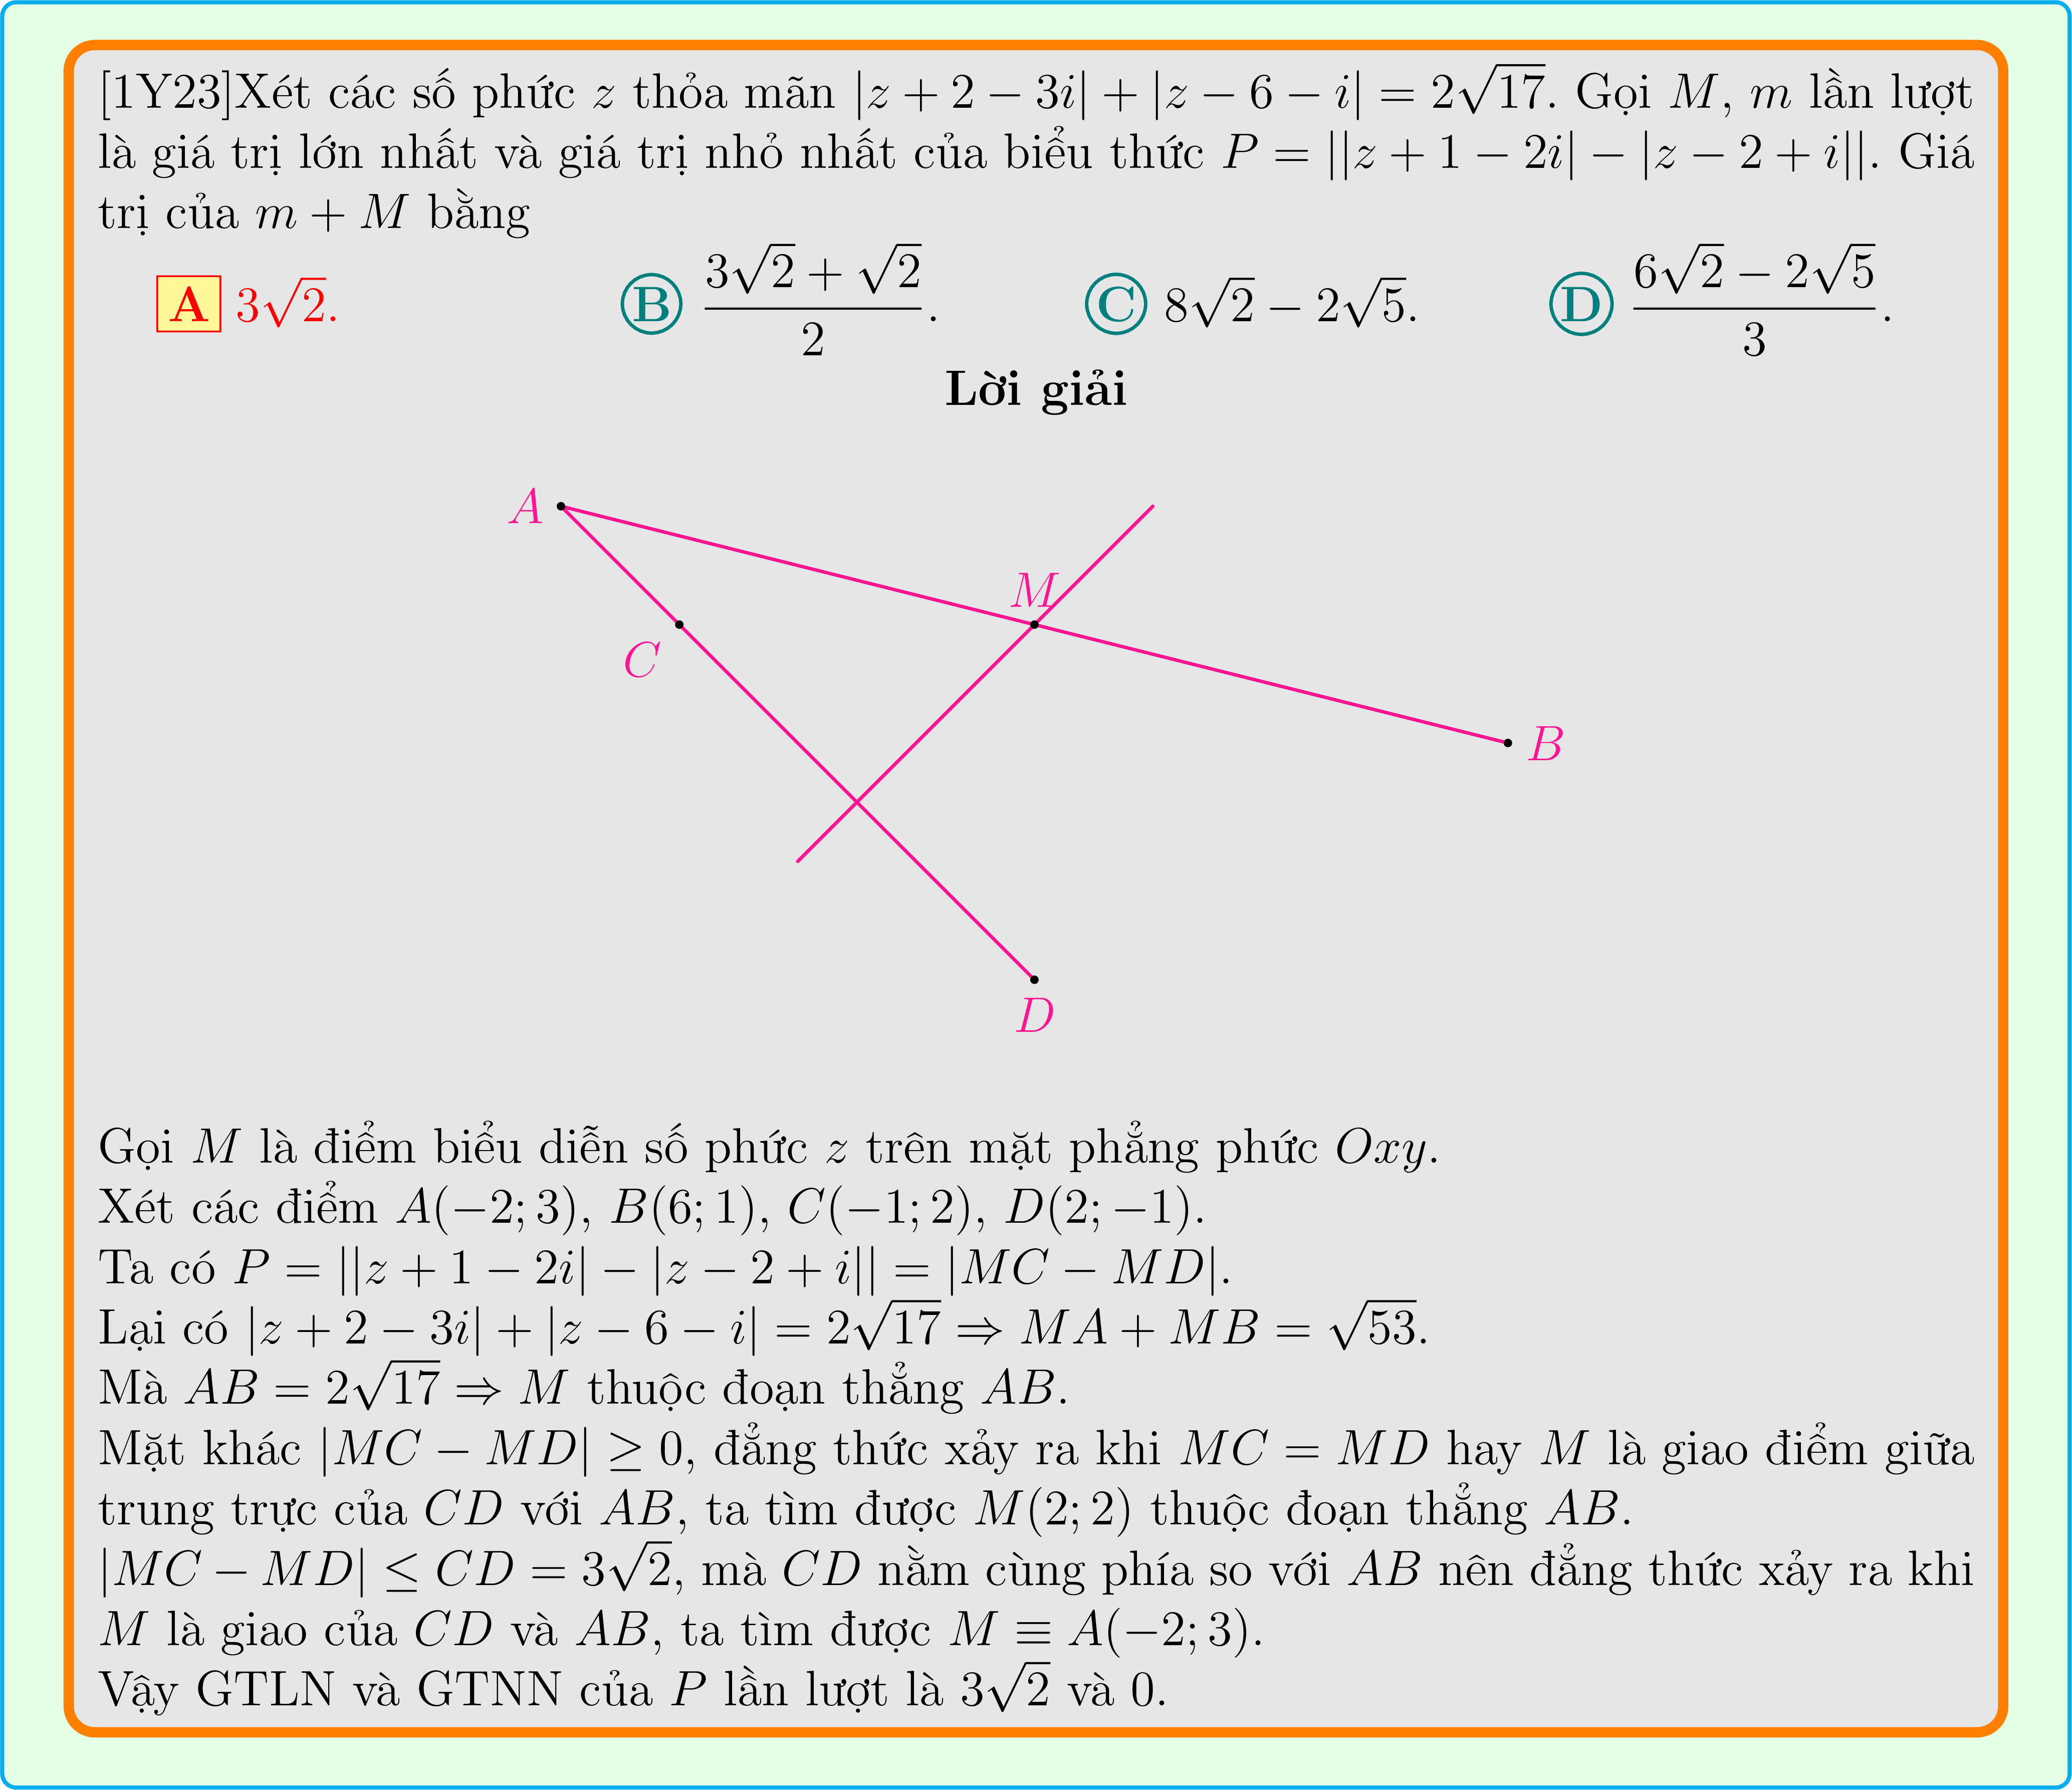 [1Y23]Xét các số phức $z$ thỏa mãn $|z + 2 - 3i| + |z - 6 - i| = 2\sqrt{17}$. Gọi $M$, $m$ lần lượt
là giá trị lớn nhất và giá trị nhỏ nhất của biểu thức $P = ||z + 1 - 2i| - |z - 2 + i||$. Giá
trị của $m + M$ bằng
A $3\sqrt{2}$. B $\dfrac{3\sqrt{2} + \sqrt{2}}{2}$. C $8\sqrt{2} - 2\sqrt{5}$. D $\dfrac{6\sqrt{2} - 2\sqrt{5}}{3}$.
Lời giải
A
M
C
B
D
Gọi $M$ là điểm biểu diễn số phức $z$ trên mặt phẳng phức $Oxy$.
Xét các điểm $A(-2; 3)$, $B(6; 1)$, $C(-1; 2)$, $D(2; -1)$.
Ta có $P = ||z + 1 - 2i| - |z - 2 + i|| = |MC - MD|$.
Lại có $|z + 2 - 3i| + |z - 6 - i| = 2\sqrt{17} \Rightarrow MA + MB = \sqrt{53}$.
Mà $AB = 2\sqrt{17} \Rightarrow M$ thuộc đoạn thẳng $AB$.
Mặt khác $|MC - MD| \geq 0$, đẳng thức xảy ra khi $MC = MD$ hay $M$ là giao điểm giữa
trung trực của $CD$ với $AB$, ta tìm được $M(2; 2)$ thuộc đoạn thẳng $AB$.
$|MC - MD| \leq CD = 3\sqrt{2}$, mà $CD$ nằm cùng phía so với $AB$ nên đẳng thức xảy ra khi
$M$ là giao của $CD$ và $AB$, ta tìm được $M \equiv A(-2; 3)$.
Vậy GTLN và GTNN của $P$ lần lượt là $3\sqrt{2}$ và $0$.